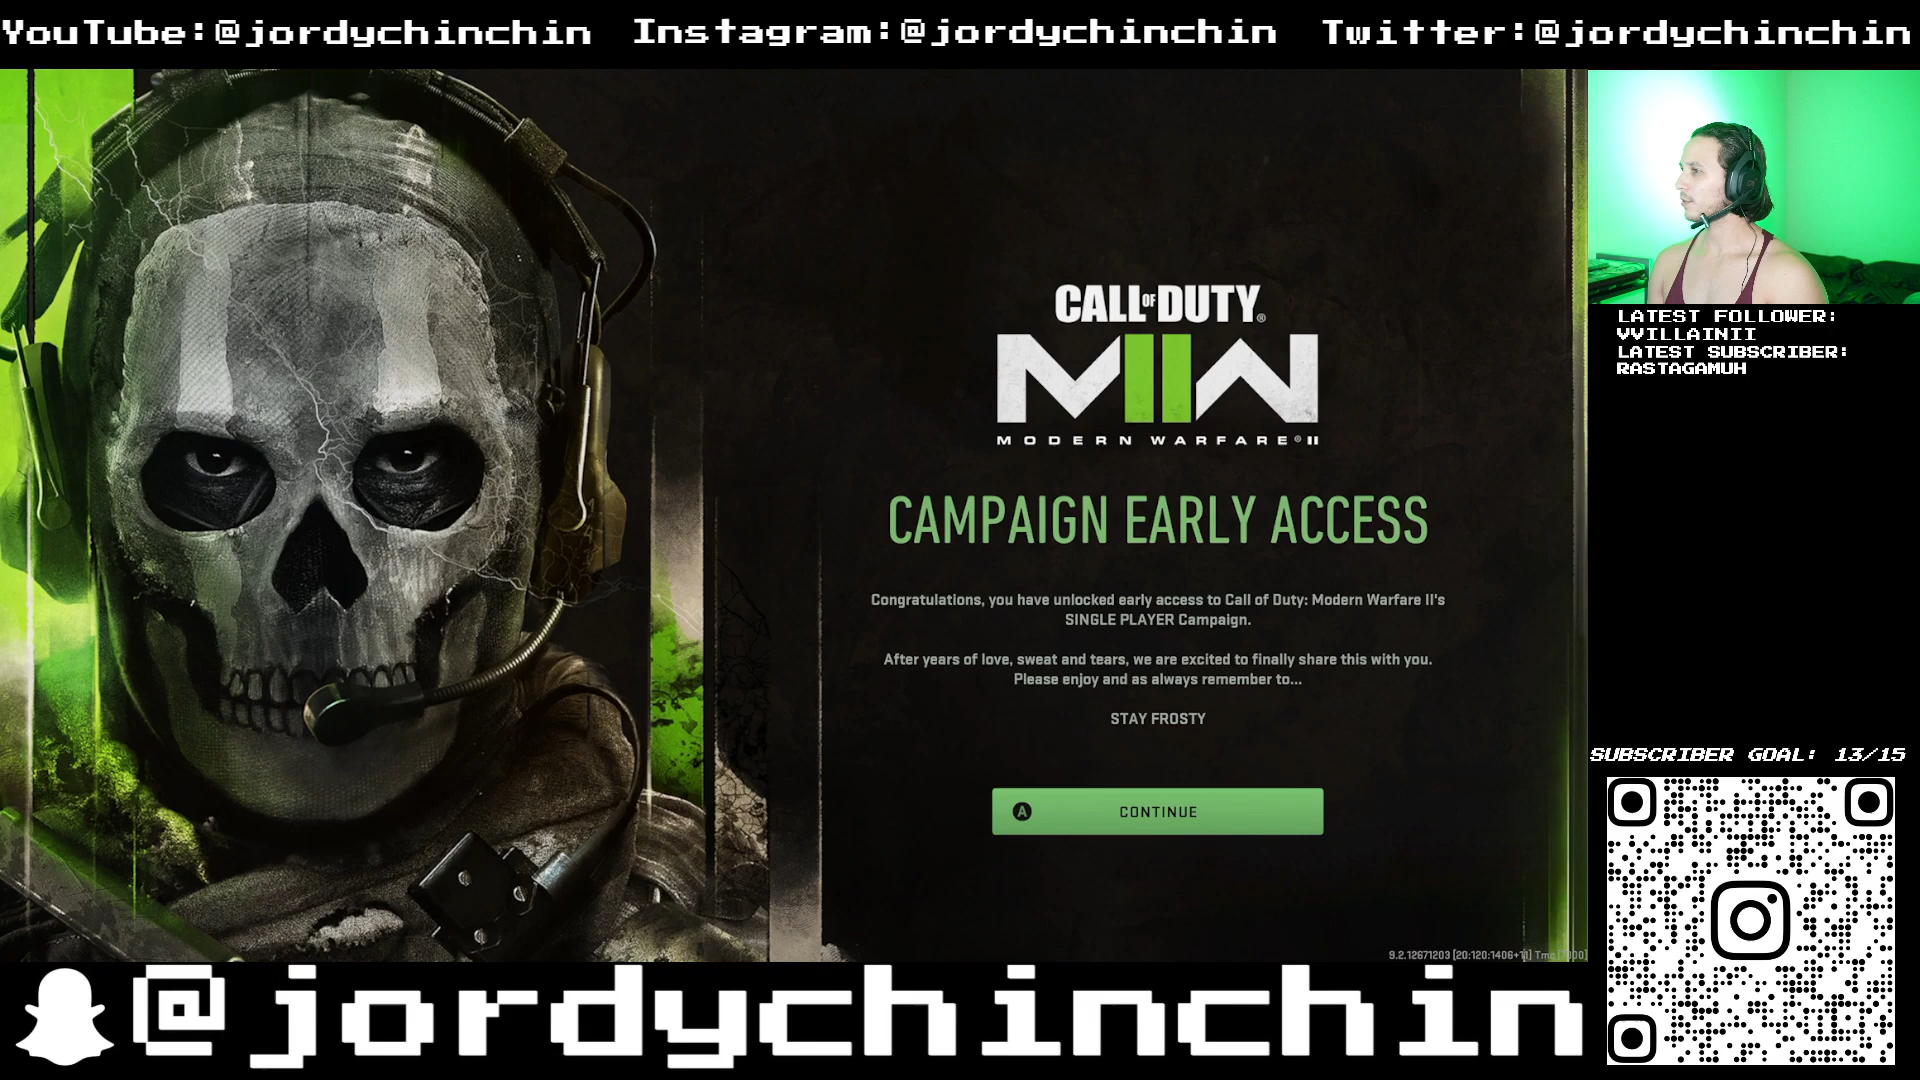 YouTube:@jordychinchin Instagram:@jordychinchin Twitter:@jordychinchin
CALL OF DUTY®
MIIW
MODERN WARFARE® II
CAMPAIGN EARLY ACCESS
Congratulations, you have unlocked early access to Call of Duty: Modern Warfare II's
SINGLE PLAYER Campaign.
After years of love, sweat and tears, we are excited to finally share this with you.
Please enjoy and as always remember to...
STAY FROSTY
A CONTINUE
LATEST FOLLOWER:
VVILLAINII
LATEST SUBSCRIBER:
RASTAGAMUH
SUBSCRIBER GOAL: 13/15
@jordychinchin